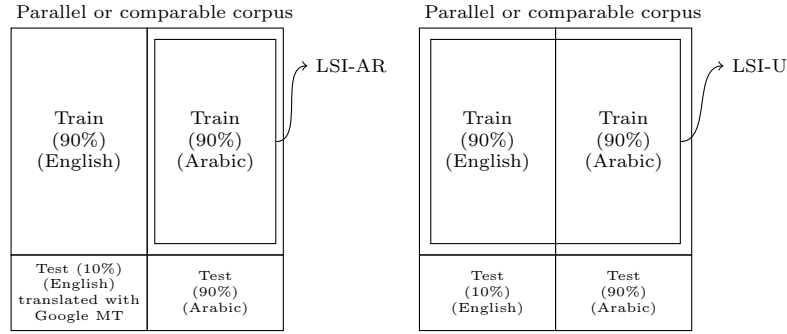 Parallel or comparable corpus
Train
(90%)
(English)
Train
(90%)
(Arabic)
LSI-AR
Test (10%)
(English)
translated with
Google MT
Test
(90%)
(Arabic)
Parallel or comparable corpus
Train
(90%)
(English)
Train
(90%)
(Arabic)
LSI-U
Test
(10%)
(English)
Test
(90%)
(Arabic)